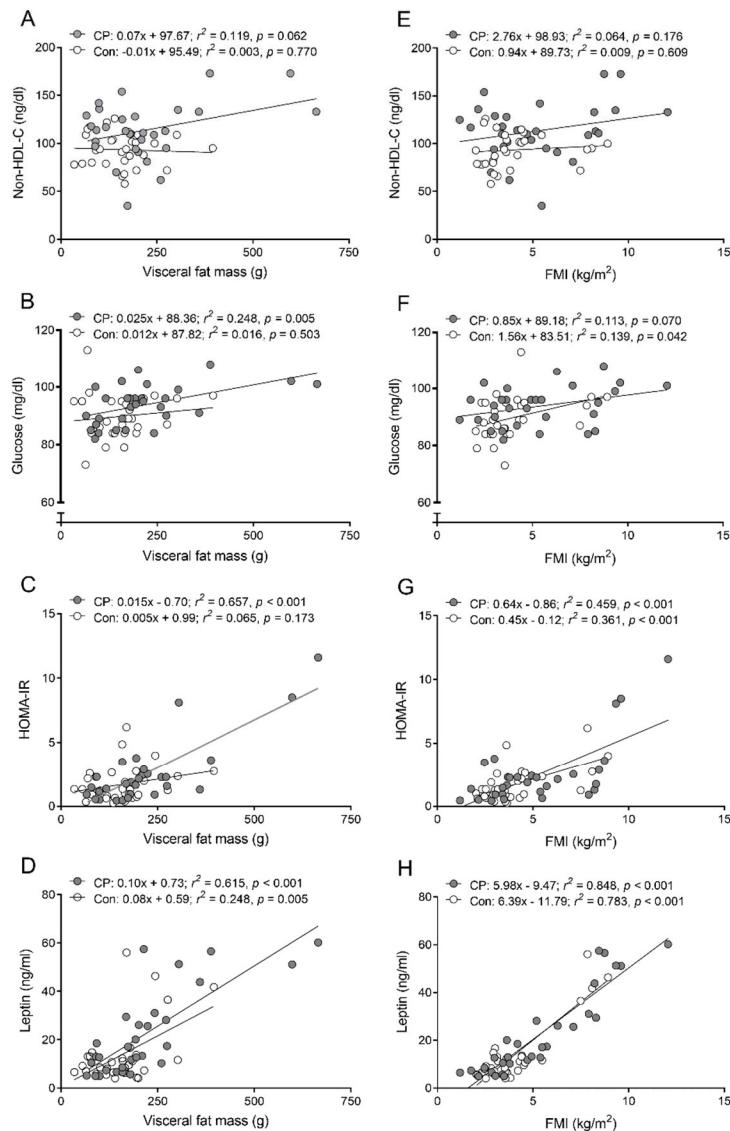 A
CP: 0.07x + 97.67; r² = 0.119, p = 0.062
Con: -0.01x + 95.49; r² = 0.003, p = 0.770
200
150
100
50
0
Non-HDL-C (ng/dl)
0 250 500 750
Visceral fat mass (g)
E
CP: 2.76x + 98.93; r² = 0.064, p = 0.176
Con: 0.94x + 89.73; r² = 0.009, p = 0.609
200
150
100
50
0
Non-HDL-C (ng/dl)
0 5 10 15
FMI (kg/m²)
B
CP: 0.025x + 88.36; r² = 0.248, p = 0.005
Con: 0.012x + 87.82; r² = 0.016, p = 0.503
120
100
80
60
Glucose (mg/dl)
0 250 500 750
Visceral fat mass (g)
F
CP: 0.85x + 89.18; r² = 0.113, p = 0.070
Con: 1.56x + 83.51; r² = 0.139, p = 0.042
120
100
80
60
Glucose (mg/dl)
0 5 10 15
FMI (kg/m²)
C
CP: 0.015x - 0.70; r² = 0.657, p < 0.001
Con: 0.005x + 0.99; r² = 0.065, p = 0.173
15
10
5
0
HOMA-IR
0 250 500 750
Visceral fat mass (g)
G
CP: 0.64x - 0.86; r² = 0.459, p < 0.001
Con: 0.45x - 0.12; r² = 0.361, p < 0.001
15
10
5
0
HOMA-IR
0 5 10 15
FMI (kg/m²)
D
CP: 0.10x + 0.73; r² = 0.615, p < 0.001
Con: 0.08x + 0.59; r² = 0.248, p = 0.005
80
60
40
20
0
Leptin (ng/ml)
0 250 500 750
Visceral fat mass (g)
H
CP: 5.98x - 9.47; r² = 0.848, p < 0.001
Con: 6.39x - 11.79; r² = 0.783, p < 0.001
80
60
40
20
0
Leptin (ng/ml)
0 5 10 15
FMI (kg/m²)